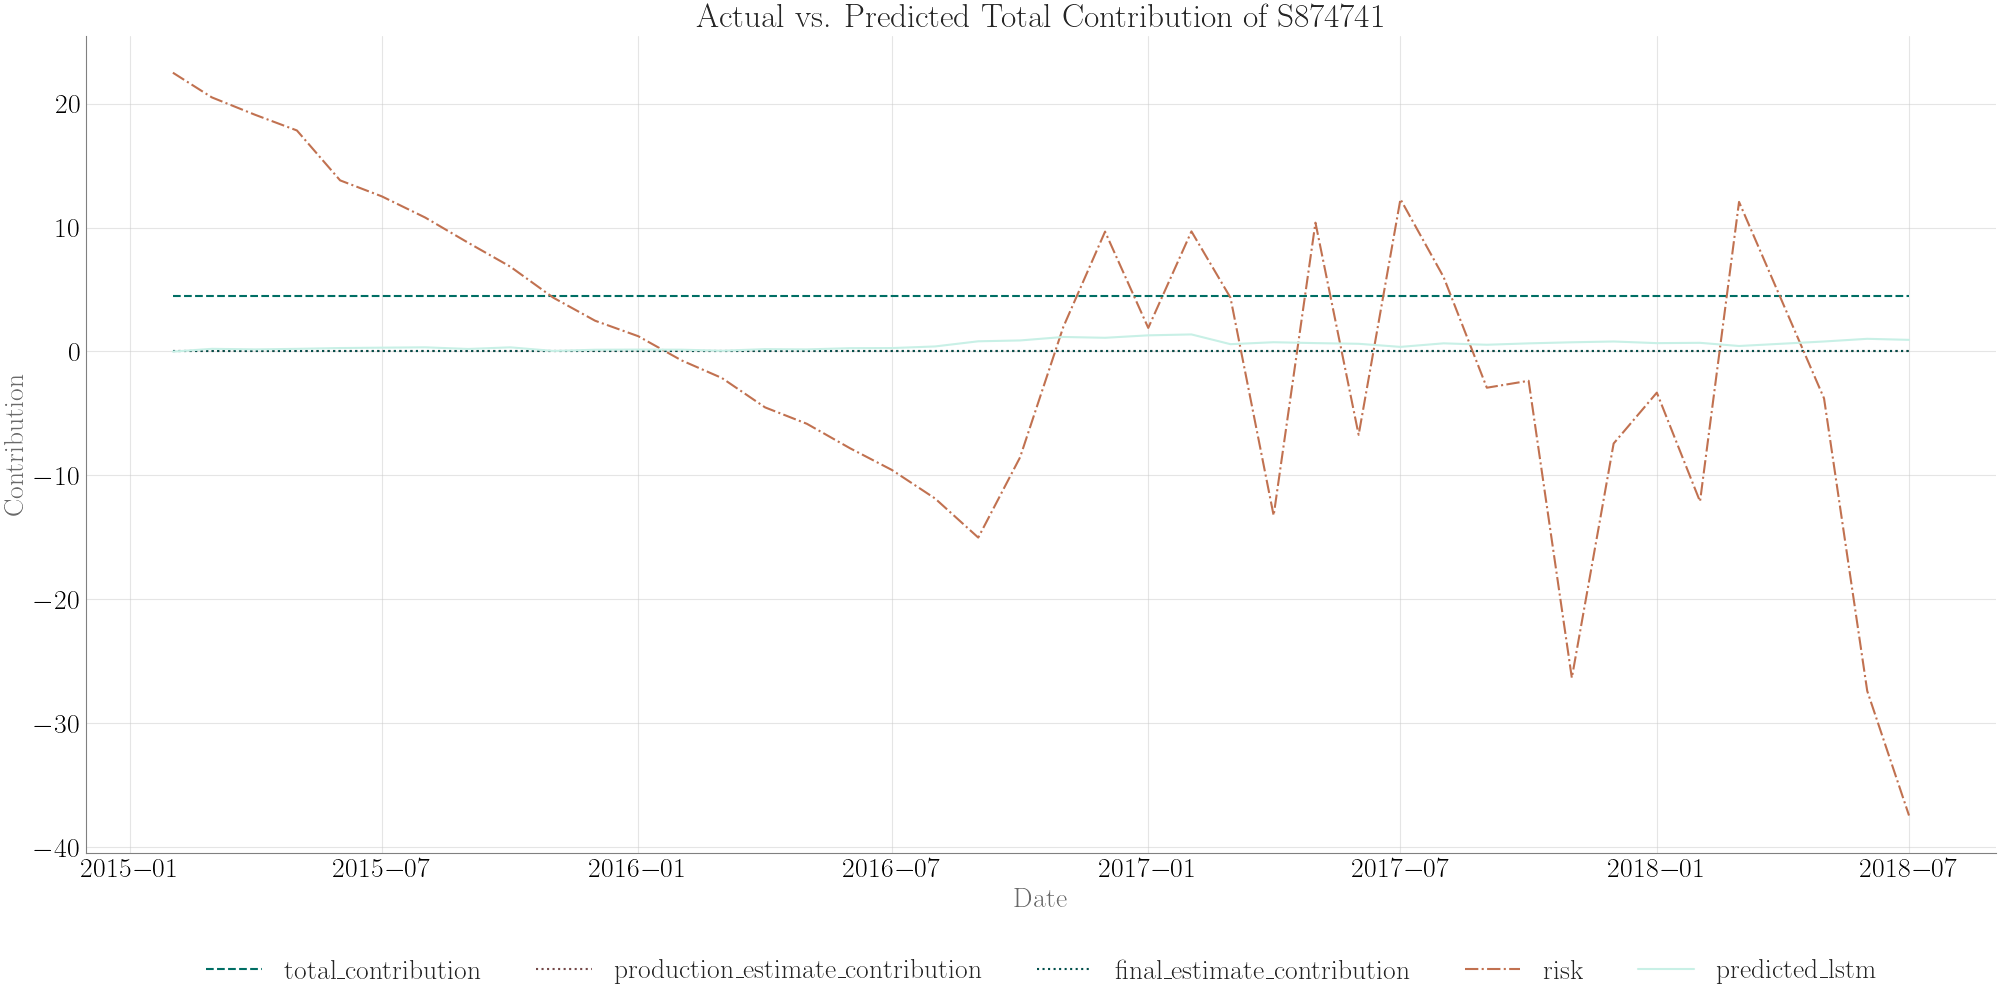 Actual vs. Predicted Total Contribution of S874741
20
10
0
−10
−20
−30
−40
Contribution
2015−01 2015−07 2016−01 2016−07 2017−01 2017−07 2018−01 2018−07
Date
total_contribution production_estimate_contribution final_estimate_contribution risk predicted_lstm